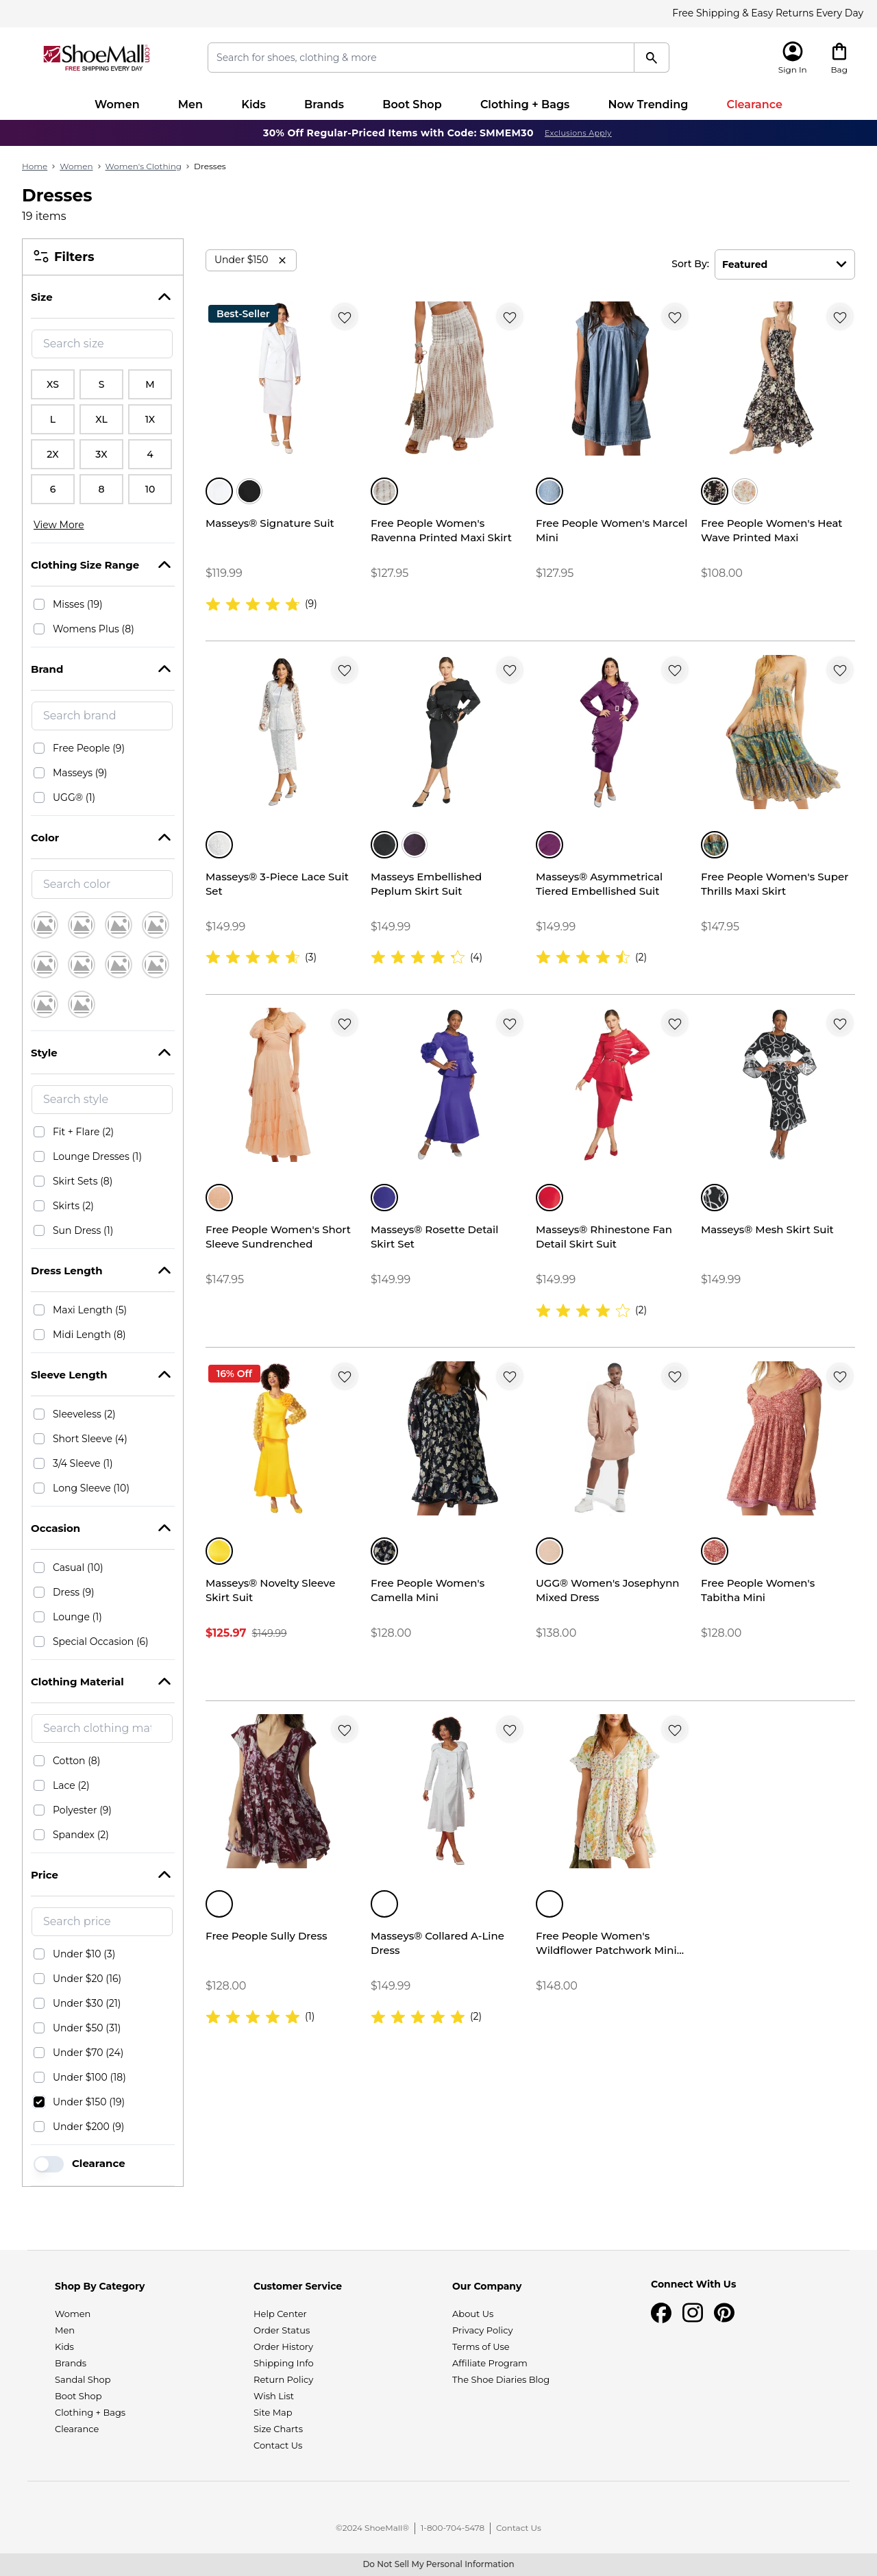 Free Shipping & Easy Returns Every Day
ShoeMall.com
FREE SHIPPING EVERY DAY
Search for shoes, clothing & more
Sign In
Bag
Women
Men
Kids
Brands
Boot Shop
Clothing + Bags
Now Trending
Clearance
30% Off Regular-Priced Items with Code: SMMEM30 Exclusions Apply
Home > Women > Women's Clothing > Dresses
Dresses
19 items
Filters
Size
Search size
XS S M
L XL 1X
2X 3X 4
6 8 10
View More
Clothing Size Range
Misses (19)
Womens Plus (8)
Brand
Search brand
Free People (9)
Masseys (9)
UGG® (1)
Color
Search color
Style
Search style
Fit + Flare (2)
Lounge Dresses (1)
Skirt Sets (8)
Skirts (2)
Sun Dress (1)
Dress Length
Maxi Length (5)
Midi Length (8)
Sleeve Length
Sleeveless (2)
Short Sleeve (4)
3/4 Sleeve (1)
Long Sleeve (10)
Occasion
Casual (10)
Dress (9)
Lounge (1)
Special Occasion (6)
Clothing Material
Search clothing ma
Cotton (8)
Lace (2)
Polyester (9)
Spandex (2)
Price
Search price
Under $10 (3)
Under $20 (16)
Under $30 (21)
Under $50 (31)
Under $70 (24)
Under $100 (18)
Under $150 (19)
Under $200 (9)
Clearance
Under $150
Sort By: Featured
Best-Seller
Masseys® Signature Suit
$119.99
(9)
Free People Women's
Ravenna Printed Maxi Skirt
$127.95
Free People Women's Marcel
Mini
$127.95
Free People Women's Heat
Wave Printed Maxi
$108.00
Masseys® 3-Piece Lace Suit
Set
$149.99
(3)
Masseys Embellished
Peplum Skirt Suit
$149.99
(4)
Masseys® Asymmetrical
Tiered Embellished Suit
$149.99
(2)
Free People Women's Super
Thrills Maxi Skirt
$147.95
Free People Women's Short
Sleeve Sundrenched
$147.95
Masseys® Rosette Detail
Skirt Set
$149.99
Masseys® Rhinestone Fan
Detail Skirt Suit
$149.99
(2)
Masseys® Mesh Skirt Suit
$149.99
16% Off
Masseys® Novelty Sleeve
Skirt Suit
$125.97 $149.99
Free People Women's
Camella Mini
$128.00
UGG® Women's Josephynn
Mixed Dress
$138.00
Free People Women's
Tabitha Mini
$128.00
Free People Sully Dress
$128.00
(1)
Masseys® Collared A-Line
Dress
$149.99
(2)
Free People Women's
Wildflower Patchwork Mini...
$148.00
Shop By Category
Women
Men
Kids
Brands
Sandal Shop
Boot Shop
Clothing + Bags
Clearance
Customer Service
Help Center
Order Status
Order History
Shipping Info
Return Policy
Wish List
Site Map
Size Charts
Contact Us
Our Company
About Us
Privacy Policy
Terms of Use
Affiliate Program
The Shoe Diaries Blog
Connect With Us
©2024 ShoeMall® | 1-800-704-5478 | Contact Us
Do Not Sell My Personal Information